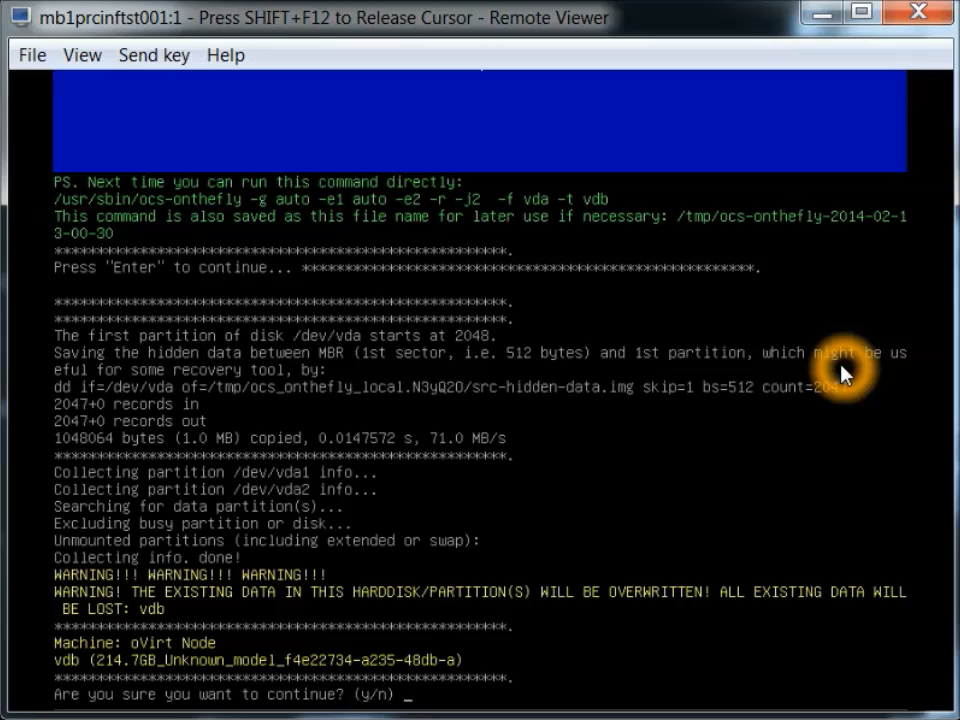 mb1prcinftst001:1 - Press SHIFT+F12 to Release Cursor - Remote Viewer
File View Send key Help
PS. Next time you can run this command directly:
/usr/sbin/ocs-onthefly -g auto -e1 auto -e2 -r -j2  -f vda -t vdb
This command is also saved as this file name for later use if necessary: /tmp/ocs-onthefly-2014-02-1
3-00-30
*****************************************************.
Press "Enter" to continue... *****************************************************.
*****************************************************.
*****************************************************.
The first partition of disk /dev/vda starts at 2048.
Saving the hidden data between MBR (1st sector, i.e. 512 bytes) and 1st partition, which might be us
eful for some recovery tool, by:
dd if=/dev/vda of=/tmp/ocs_onthefly_local.N3yQ2O/src-hidden-data.img skip=1 bs=512 count=2047
2047+0 records in
2047+0 records out
1048064 bytes (1.0 MB) copied, 0.0147572 s, 71.0 MB/s
*****************************************************.
Collecting partition /dev/vda1 info...
Collecting partition /dev/vda2 info...
Searching for data partition(s)...
Excluding busy partition or disk...
Unmounted partitions (including extended or swap):
Collecting info. done!
WARNING!!! WARNING!!! WARNING!!!
WARNING! THE EXISTING DATA IN THIS HARDDISK/PARTITION(S) WILL BE OVERWRITTEN! ALL EXISTING DATA WILL
BE LOST: vdb
*****************************************************.
Machine: oVirt Node
vdb (214.7GB_Unknown_model_f4e22734-a235-48db-a)
*****************************************************.
Are you sure you want to continue? (y/n) _